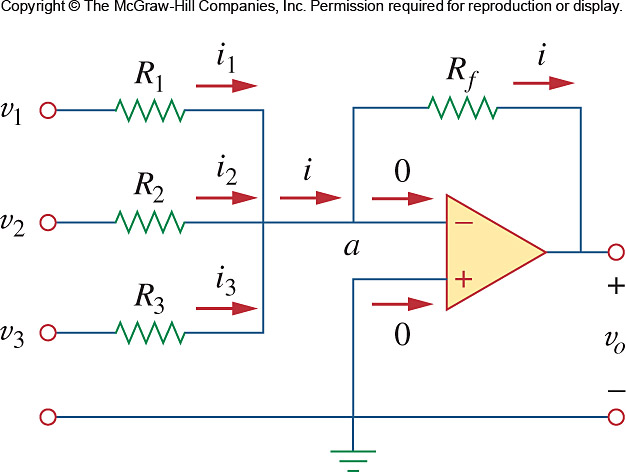 Copyright © The McGraw-Hill Companies, Inc. Permission required for reproduction or display.
R1 i1
v1
Rf i
R2 i2 i 0
v2
a
−
+
R3 i3
v3
0
+
vo
−